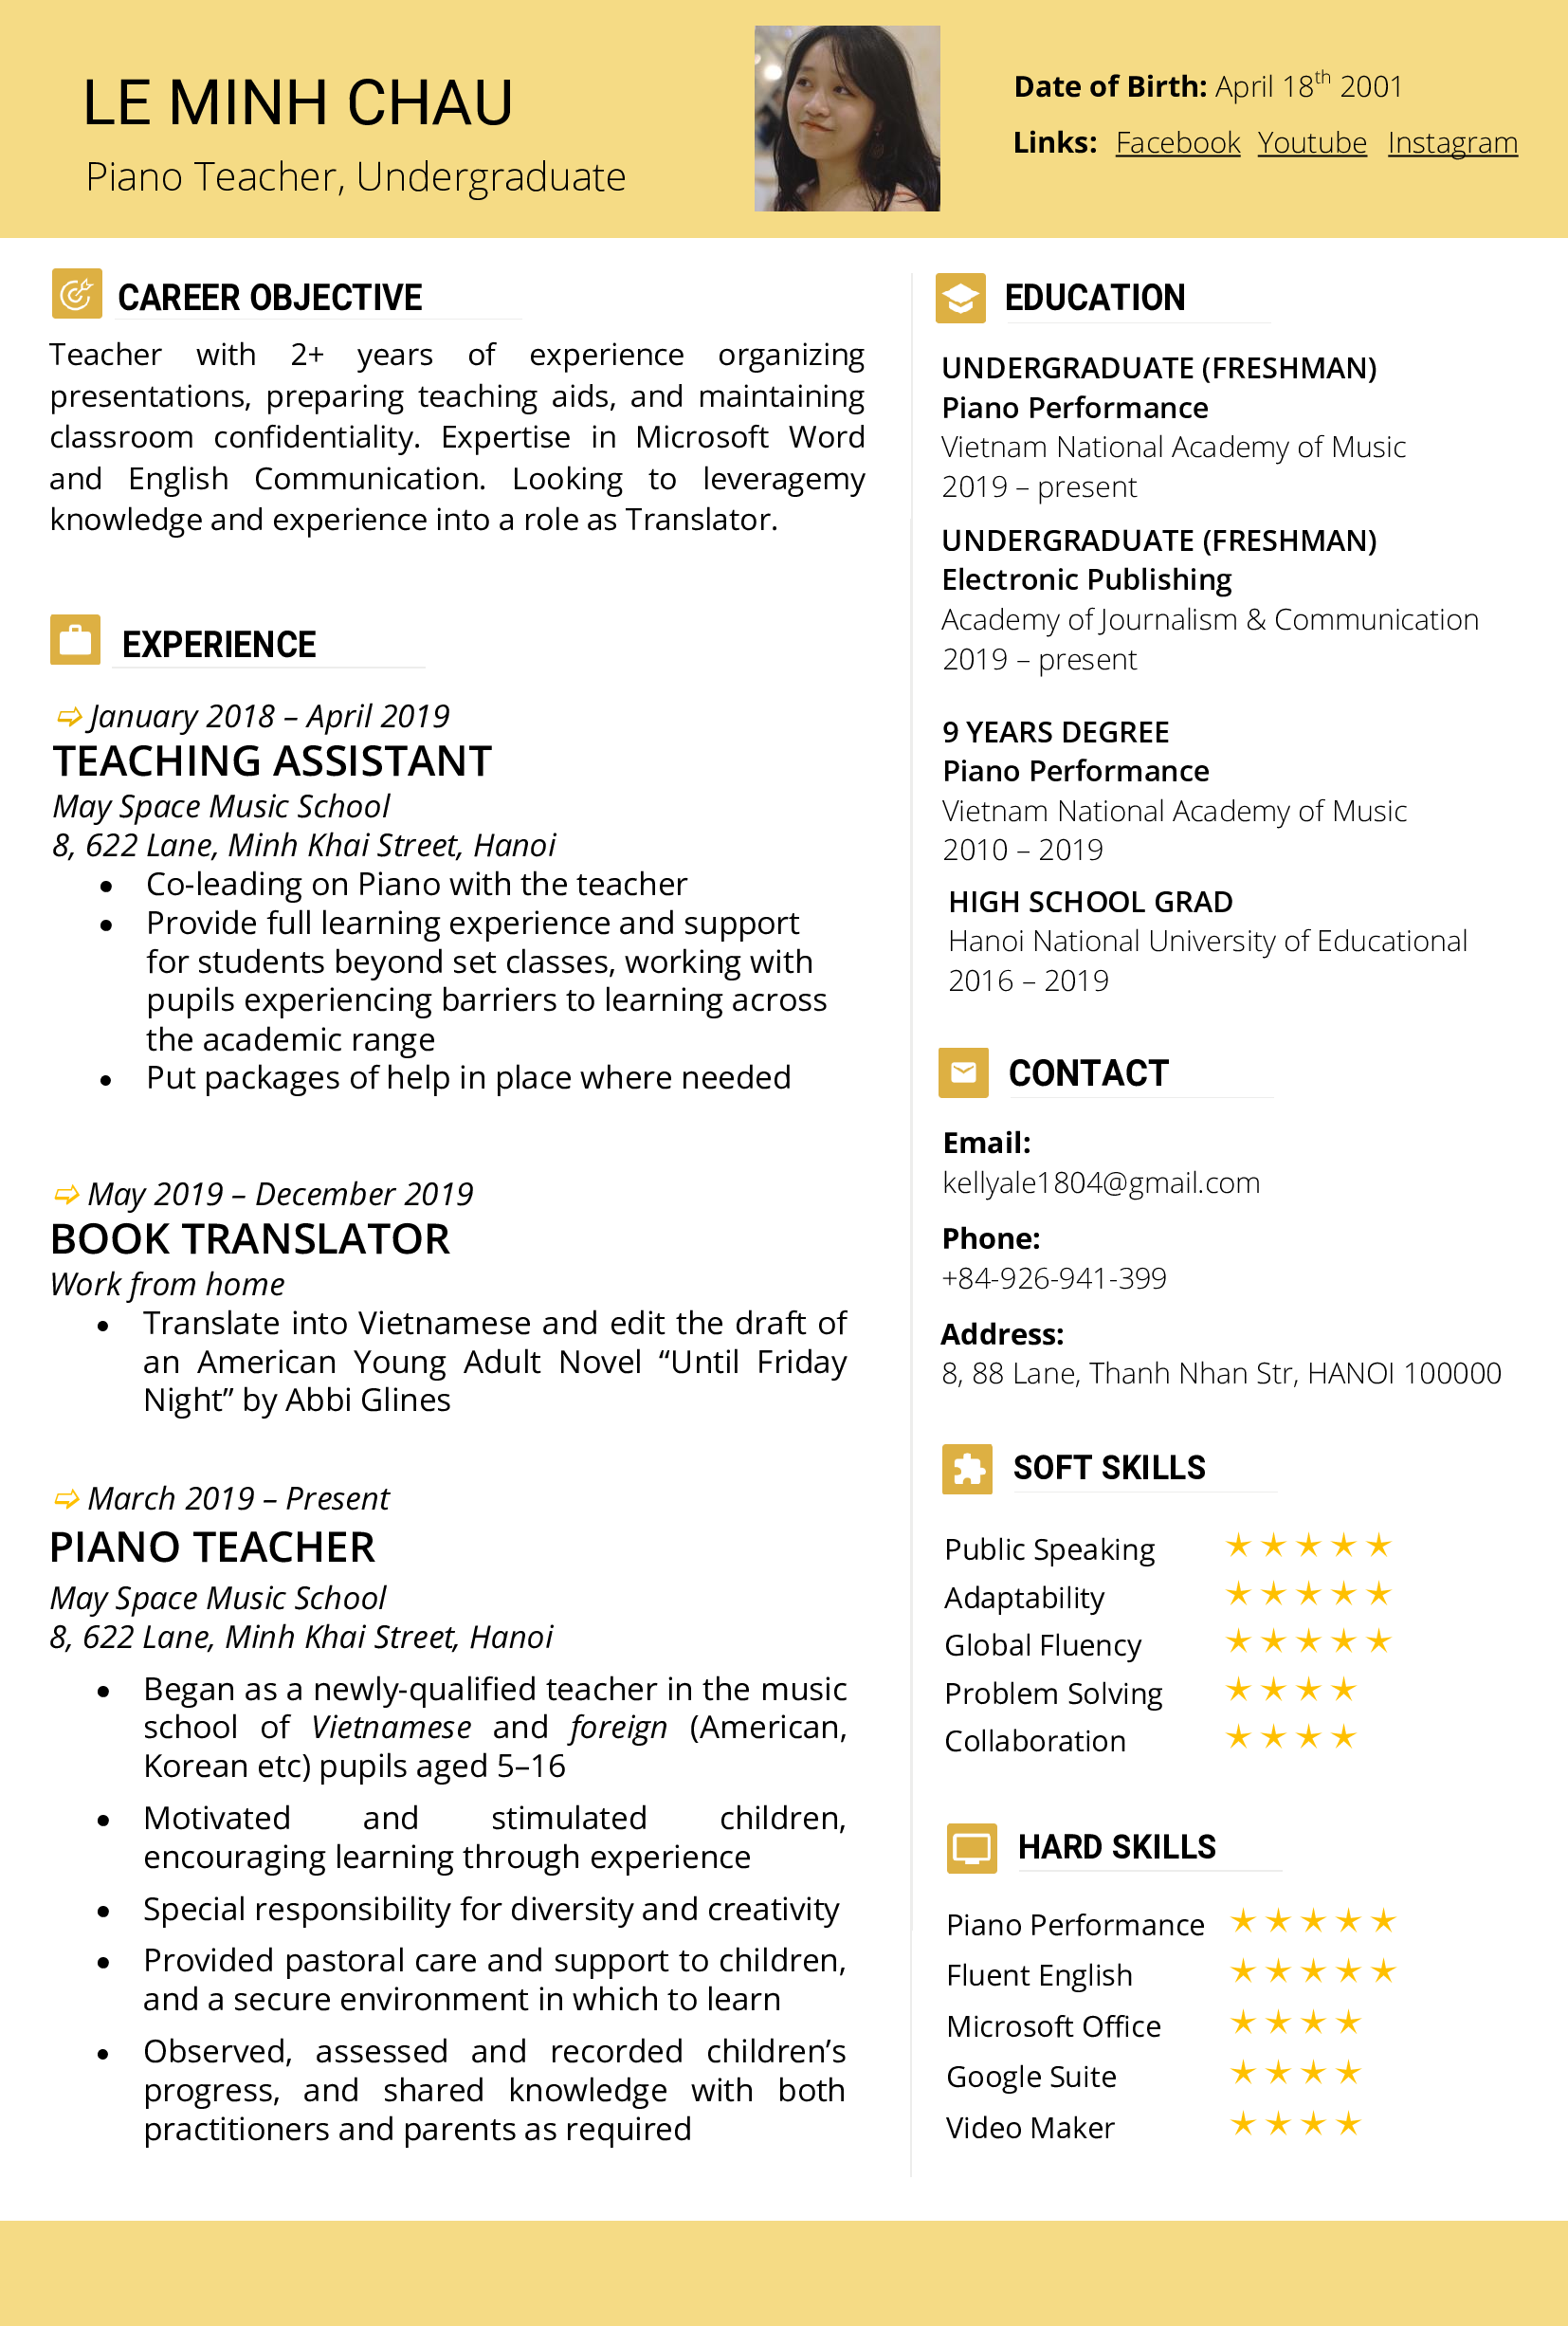 LE MINH CHAU
Piano Teacher, Undergraduate
Date of Birth: April 18th 2001
Links: Facebook Youtube Instagram
CAREER OBJECTIVE
Teacher with 2+ years of experience organizing
presentations, preparing teaching aids, and maintaining
classroom confidentiality. Expertise in Microsoft Word
and English Communication. Looking to leveragemy
knowledge and experience into a role as Translator.
EXPERIENCE
➯ January 2018 – April 2019
TEACHING ASSISTANT
May Space Music School
8, 622 Lane, Minh Khai Street, Hanoi
• Co-leading on Piano with the teacher
• Provide full learning experience and support
for students beyond set classes, working with
pupils experiencing barriers to learning across
the academic range
• Put packages of help in place where needed
➯ May 2019 – December 2019
BOOK TRANSLATOR
Work from home
• Translate into Vietnamese and edit the draft of
an American Young Adult Novel “Until Friday
Night” by Abbi Glines
➯ March 2019 – Present
PIANO TEACHER
May Space Music School
8, 622 Lane, Minh Khai Street, Hanoi
• Began as a newly-qualified teacher in the music
school of Vietnamese and foreign (American,
Korean etc) pupils aged 5–16
• Motivated and stimulated children,
encouraging learning through experience
• Special responsibility for diversity and creativity
• Provided pastoral care and support to children,
and a secure environment in which to learn
• Observed, assessed and recorded children’s
progress, and shared knowledge with both
practitioners and parents as required
EDUCATION
UNDERGRADUATE (FRESHMAN)
Piano Performance
Vietnam National Academy of Music
2019 – present
UNDERGRADUATE (FRESHMAN)
Electronic Publishing
Academy of Journalism & Communication
2019 – present
9 YEARS DEGREE
Piano Performance
Vietnam National Academy of Music
2010 – 2019
HIGH SCHOOL GRAD
Hanoi National University of Educational
2016 – 2019
CONTACT
Email:
kellyale1804@gmail.com
Phone:
+84-926-941-399
Address:
8, 88 Lane, Thanh Nhan Str, HANOI 100000
SOFT SKILLS
Public Speaking ★★★★★
Adaptability ★★★★★
Global Fluency ★★★★★
Problem Solving ★★★★
Collaboration ★★★★
HARD SKILLS
Piano Performance ★★★★★
Fluent English ★★★★★
Microsoft Office ★★★★
Google Suite ★★★★
Video Maker ★★★★